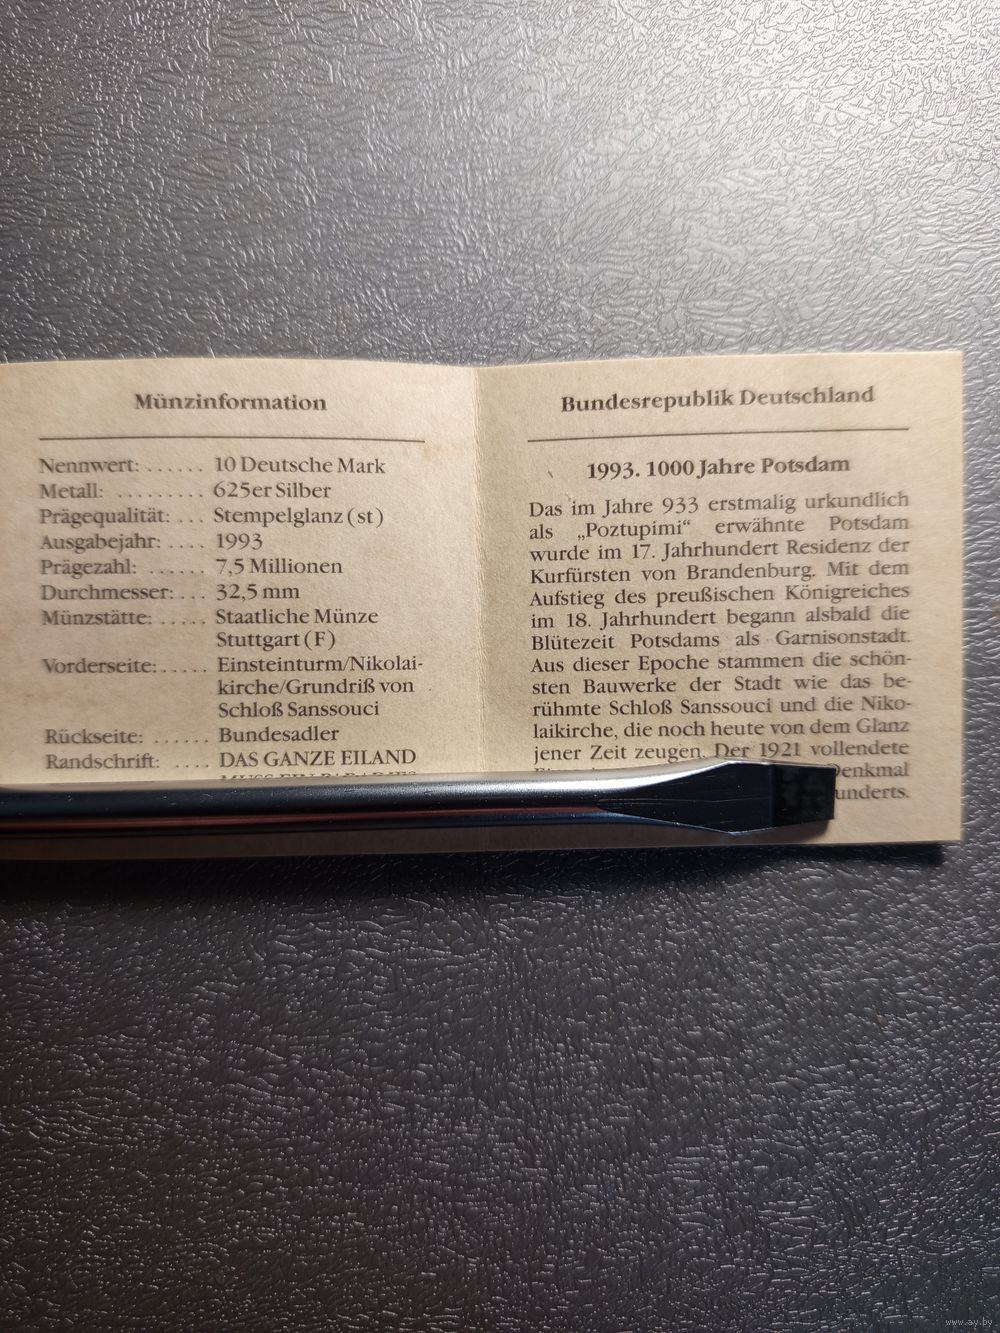 Münzinformation
Nennwert: ...... 10 Deutsche Mark
Metall: ......... 625er Silber
Prägequalität: ... Stempelglanz (st)
Ausgabejahr: .... 1993
Prägezahl: ...... 7,5 Millionen
Durchmesser: ... 32,5 mm
Münzstätte: ..... Staatliche Münze
Stuttgart (F)
Vorderseite: ..... Einsteinturm/Nikolai-
kirche/Grundriß von
Schloß Sanssouci
Rückseite: ...... Bundesadler
Randschrift: .... DAS GANZE EILAND
Bundesrepublik Deutschland
1993. 1000 Jahre Potsdam
Das im Jahre 933 erstmalig urkundlich
als „Poztupimi“ erwähnte Potsdam
wurde im 17. Jahrhundert Residenz der
Kurfürsten von Brandenburg. Mit dem
Aufstieg des preußischen Königreiches
im 18. Jahrhundert begann alsbald die
Blütezeit Potsdams als Garnisonstadt.
Aus dieser Epoche stammen die schön-
sten Bauwerke der Stadt wie das be-
rühmte Schloß Sanssouci und die Niko-
laikirche, die noch heute von dem Glanz
jener Zeit zeugen. Der 1921 vollendete
Denkmal
underts.
www.ay.by